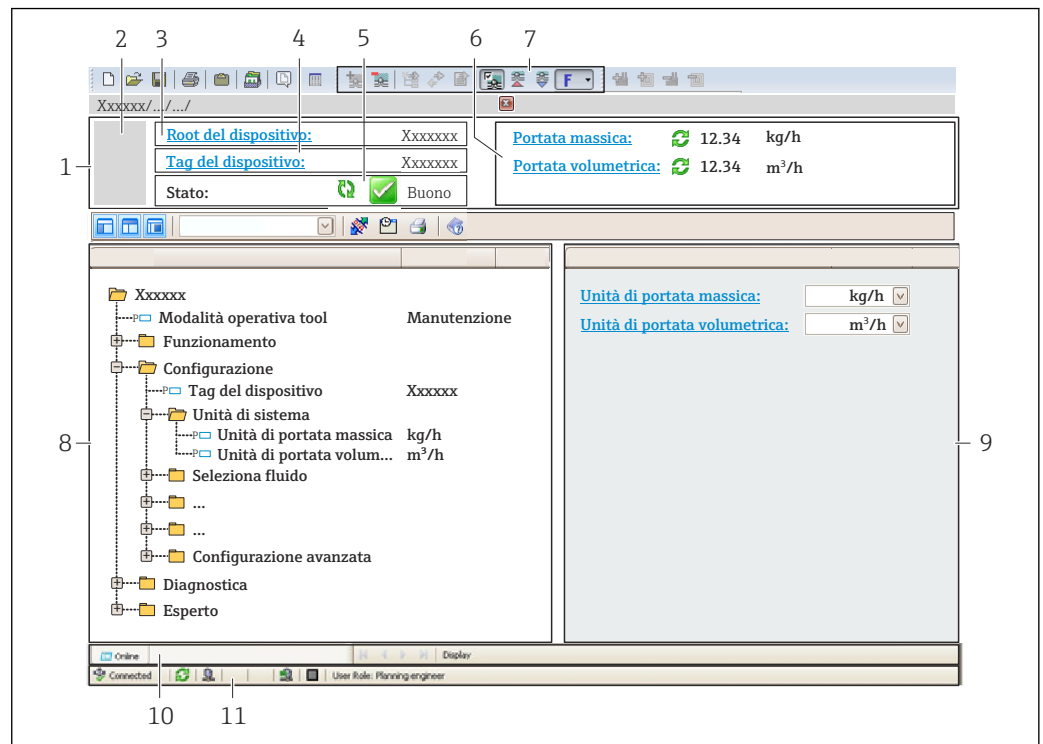 2 3 4 5 6 7
F
Xxxxxx/.../.../
1
Root del dispositivo: Xxxxxxx
Tag del dispositivo: Xxxxxxx
Stato: Buono
Portata massica: 12.34 kg/h
Portata volumetrica: 12.34 m³/h
Xxxxxx
Modalità operativa tool Manutenzione
Funzionamento
Configurazione
Tag del dispositivo Xxxxxx
Unità di sistema
Unità di portata massica kg/h
Unità di portata volum... m³/h
Seleziona fluido
...
...
Configurazione avanzata
Diagnostica
Esperto
8
Unità di portata massica: kg/h
Unità di portata volumetrica: m³/h
9
Online Display
Connected User Role: Planning engineer
10 11